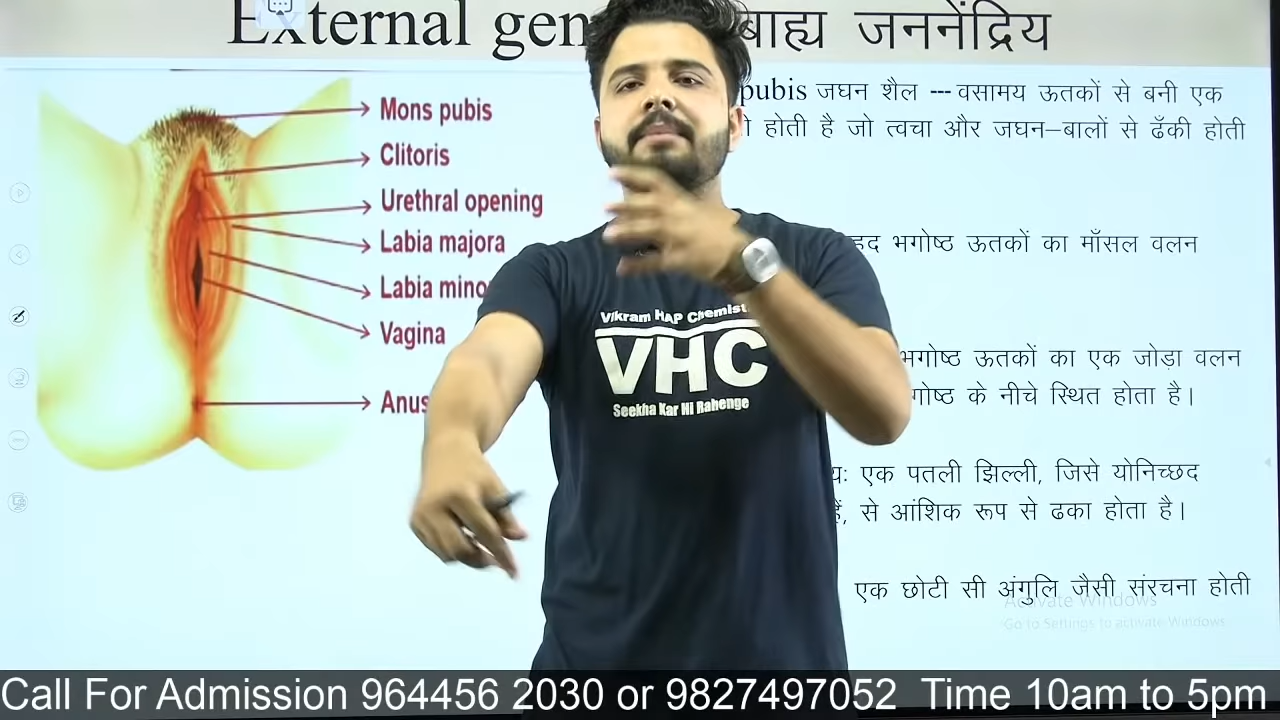 External gen बाह्य जननेंद्रिय
Mons pubis
Clitoris
Urethral opening
Labia majora
Labia mino
Vagina
Anus
pubis जघन शैल --- वसामय ऊतकों से बनी एक
होती है जो त्वचा और जघन–बालों से ढँकी होती
भगोष्ठ ऊतकों का माँसल वलन
भगोष्ठ ऊतकों का एक जोड़ा वलन
के नीचे स्थित होता है।
एक पतली झिल्ली, जिसे योनिच्छद
से आंशिक रूप से ढका होता है।
एक छोटी सी अंगुलि जैसी संरचना होती
Activate Windows
Go to Settings to activate Windows.
Vikram HAP Chemist
VHC
Seekha Kar Hi Rahenge
Call For Admission 964456 2030 or 9827497052 Time 10am to 5pm